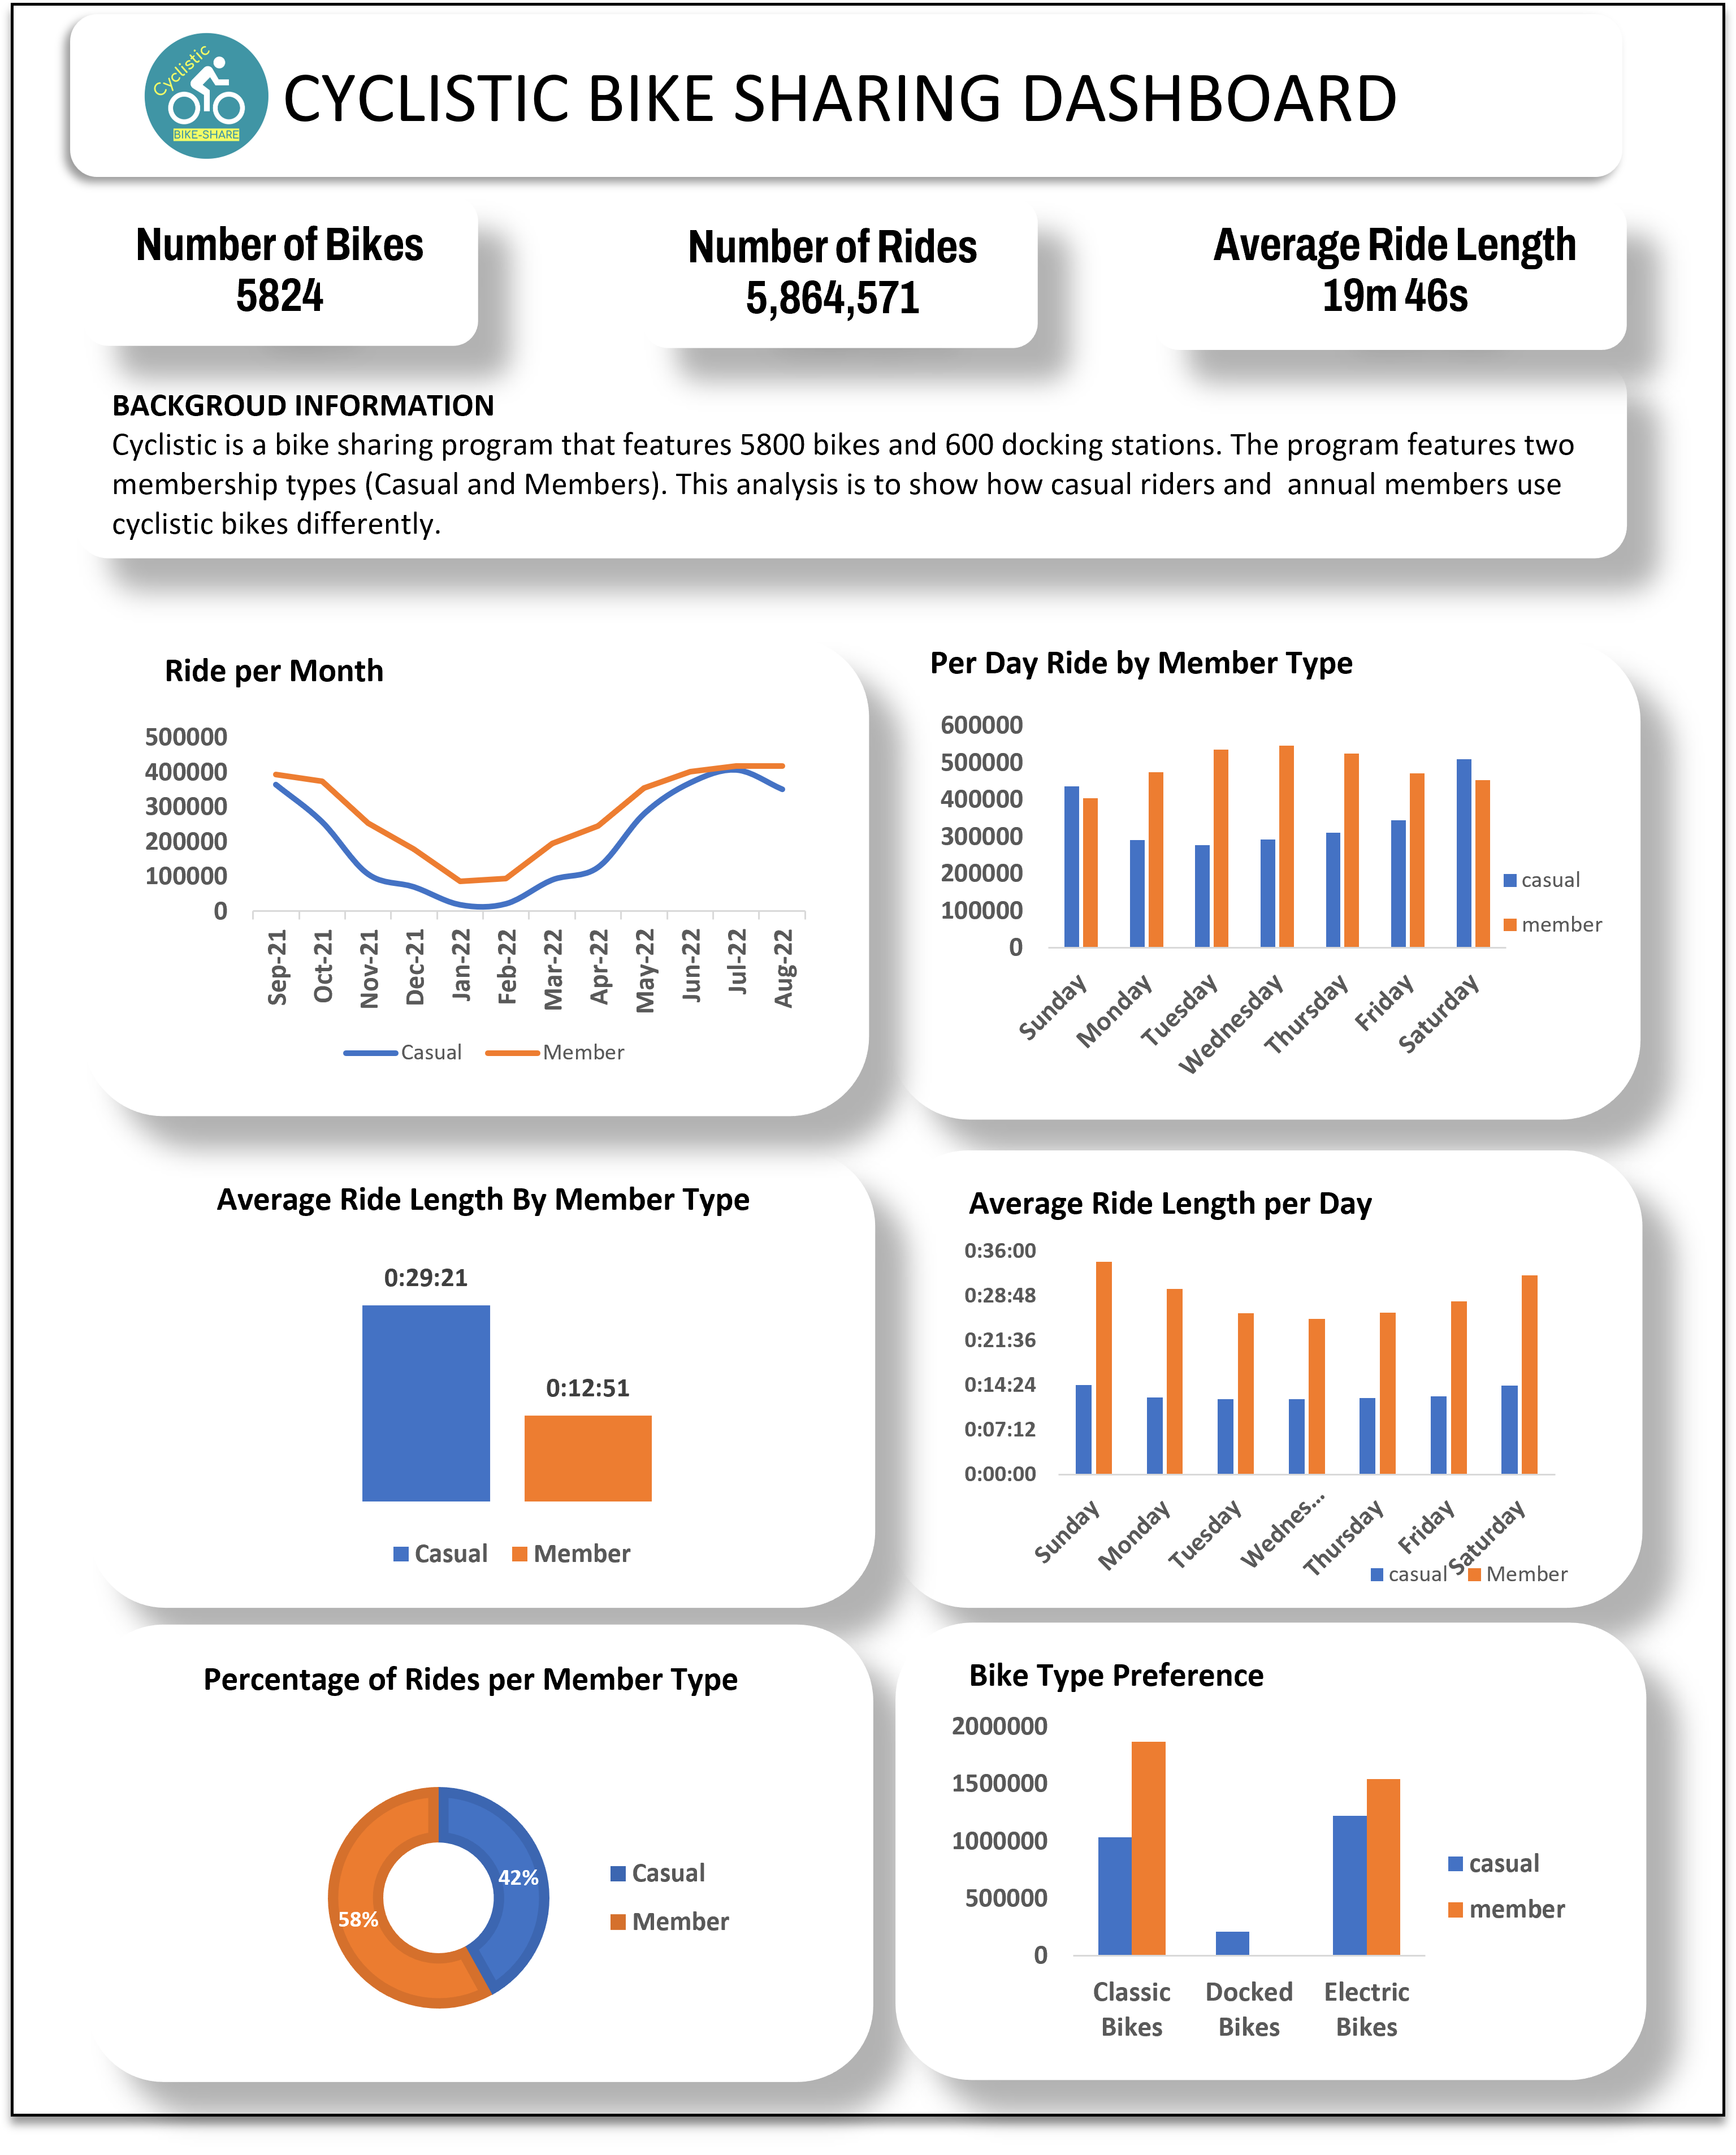 Cyclistic
BIKE-SHARE
CYCLISTIC BIKE SHARING DASHBOARD
Number of Bikes
5824
Number of Rides
5,864,571
Average Ride Length
19m 46s
BACKGROUD INFORMATION
Cyclistic is a bike sharing program that features 5800 bikes and 600 docking stations. The program features two
membership types (Casual and Members). This analysis is to show how casual riders and  annual members use
cyclistic bikes differently.
Ride per Month
500000
400000
300000
200000
100000
0
Sep-21
Oct-21
Nov-21
Dec-21
Jan-22
Feb-22
Mar-22
Apr-22
May-22
Jun-22
Jul-22
Aug-22
Casual
Member
Per Day Ride by Member Type
600000
500000
400000
300000
200000
100000
0
Sunday
Monday
Tuesday
Wednesday
Thursday
Friday
Saturday
casual
member
Average Ride Length By Member Type
0:29:21
0:12:51
Casual
Member
Average Ride Length per Day
0:36:00
0:28:48
0:21:36
0:14:24
0:07:12
0:00:00
Sunday
Monday
Tuesday
Wednes...
Thursday
Friday
Saturday
casual
Member
Percentage of Rides per Member Type
42%
58%
Casual
Member
Bike Type Preference
2000000
1500000
1000000
500000
0
Classic
Bikes
Docked
Bikes
Electric
Bikes
casual
member